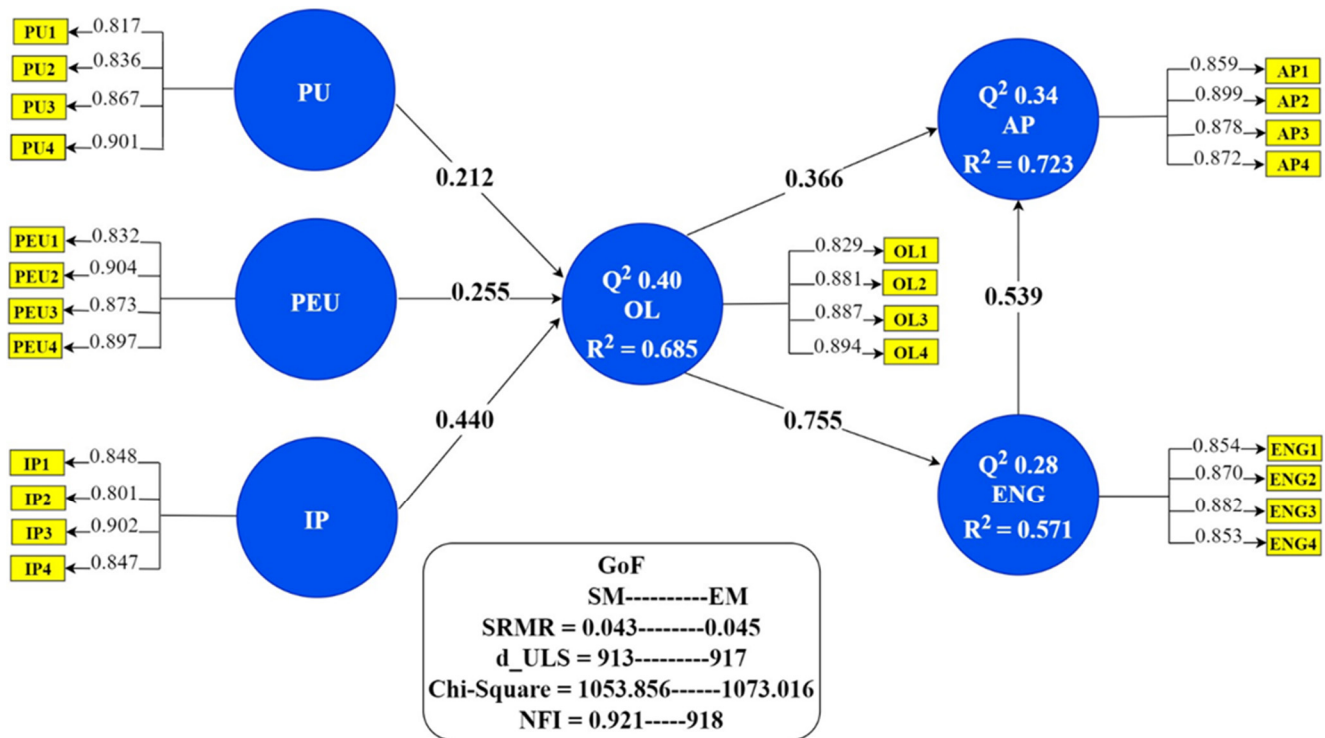 PU1 0.817
PU2 0.836
PU3 0.867
PU4 0.901
PU
0.212
PEU1 0.832
PEU2 0.904
PEU3 0.873
PEU4 0.897
PEU
0.255
IP1 0.848
IP2 0.801
IP3 0.902
IP4 0.847
IP
0.440
Q² 0.40
OL
R² = 0.685
0.829 OL1
0.881 OL2
0.887 OL3
0.894 OL4
0.366
0.755
Q² 0.34
AP
R² = 0.723
0.859 AP1
0.899 AP2
0.878 AP3
0.872 AP4
0.539
Q² 0.28
ENG
R² = 0.571
0.854 ENG1
0.870 ENG2
0.882 ENG3
0.853 ENG4
GoF
SM----------EM
SRMR = 0.043--------0.045
d_ULS = 913---------917
Chi-Square = 1053.856------1073.016
NFI = 0.921-----918